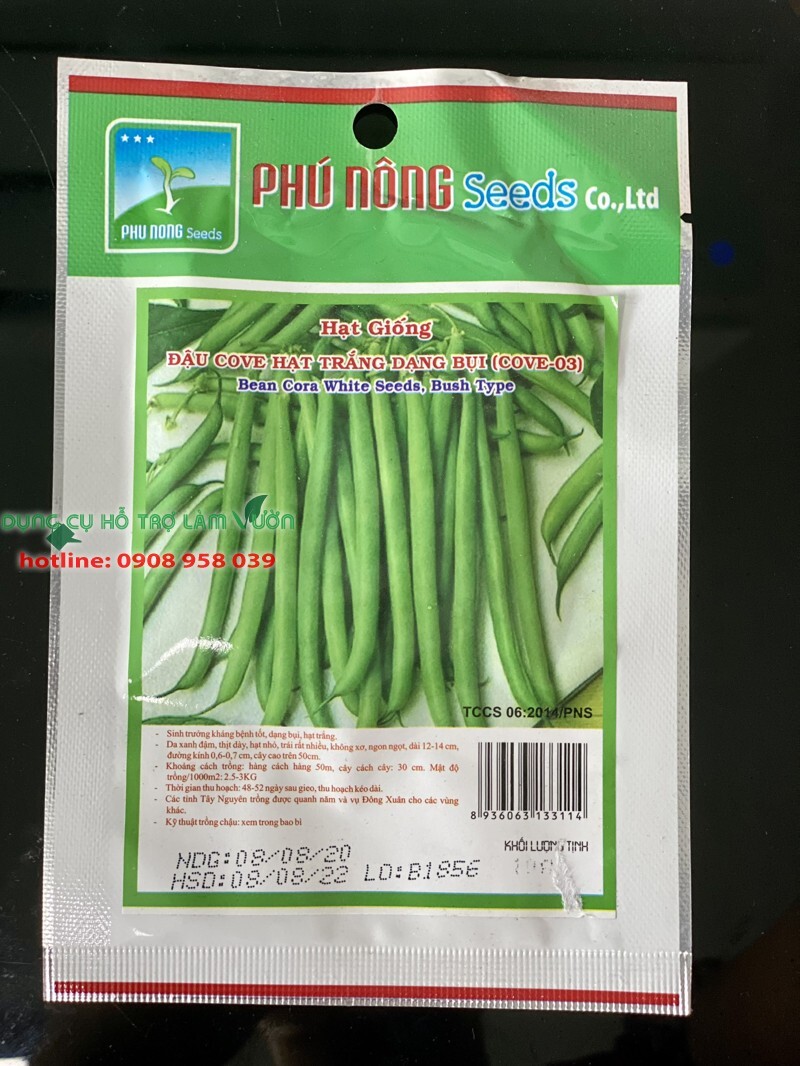 PHÚ NÔNG Seeds Co.,Ltd
PHU NONG Seeds
Hạt Giống
ĐẬU COVE HẠT TRẮNG DẠNG BỤI (COVE-03)
Bean Cora White Seeds, Bush Type
DỤNG CỤ HỖ TRỢ LÀM VƯỜN
hotline: 0908 958 039
TCCS 06:2014/PNS
- Sinh trưởng kháng bệnh tốt, dạng bụi, hạt trắng.
- Da xanh đậm, thịt dày, hạt nhỏ, trái rất nhiều, không xơ, ngon ngọt, dài 12-14 cm,
đường kính 0,6-0,7 cm, cây cao trên 50cm.
- Khoảng cách trồng: hàng cách hàng 50m, cây cách cây: 30 cm. Mật độ
trồng/1000m2: 2.5-3KG
- Thời gian thu hoạch: 48-52 ngày sau gieo, thu hoạch kéo dài.
- Các tỉnh Tây Nguyên trồng được quanh năm và vụ Đông Xuân cho các vùng
khác.
- Kỹ thuật trồng chậu: xem trong bao bì
8 936063 133114
KHỐI LƯỢNG TỊNH
NDG:08/08/20
HSD:08/08/22 LO:B1856